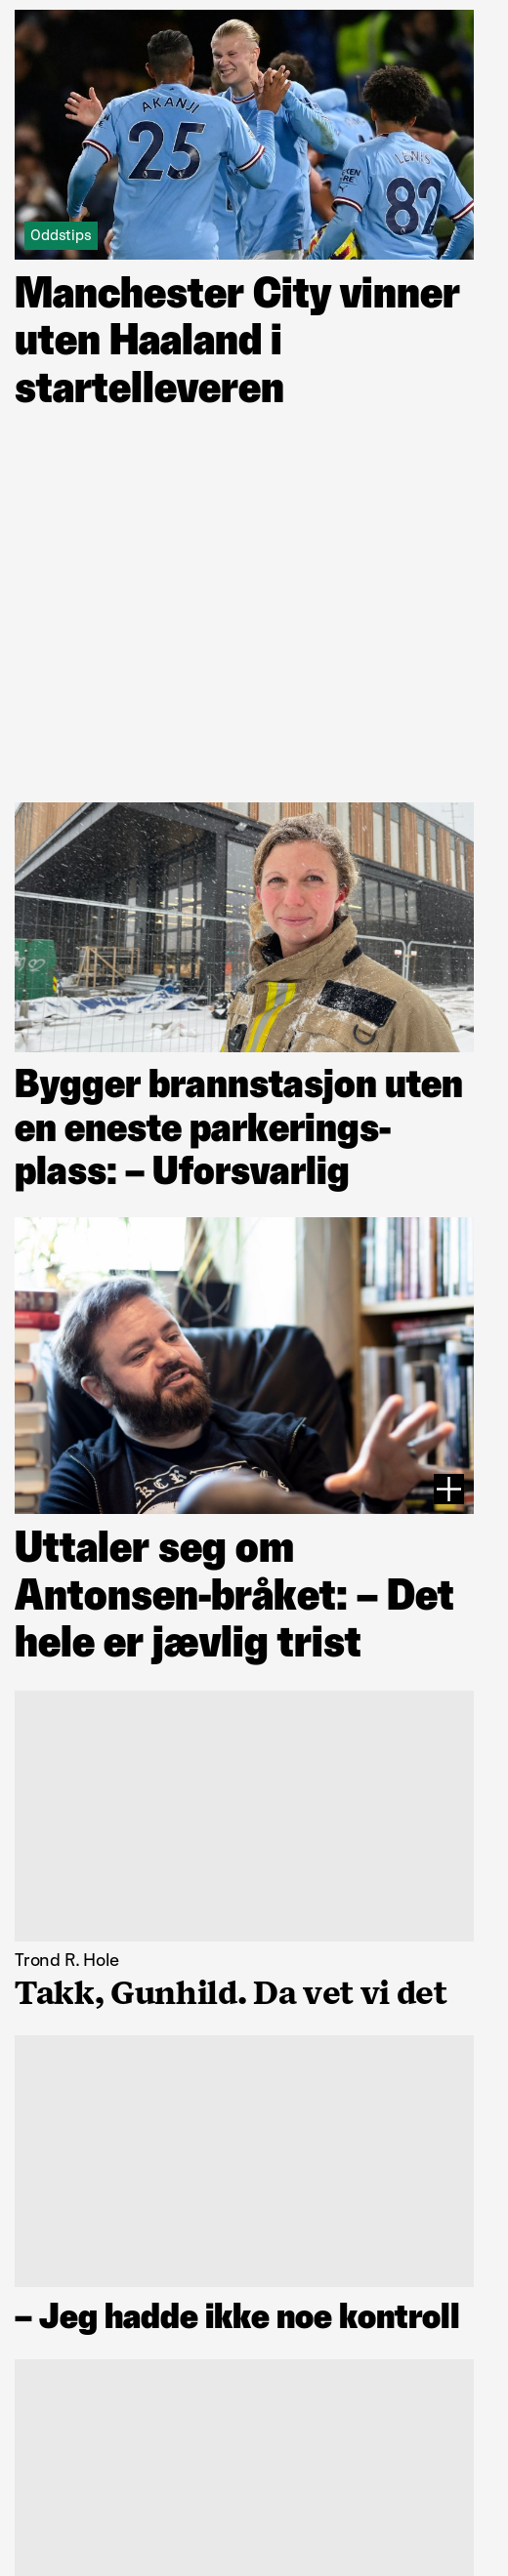 AKANJI
25
LEWIS
82
Oddstips
Manchester City vinner
uten Haaland i
startelleveren
Bygger brannstasjon uten
en eneste parkerings-
plass: – Uforsvarlig
Uttaler seg om
Antonsen-bråket: – Det
hele er jævlig trist
Trond R. Hole
Takk, Gunhild. Da vet vi det
– Jeg hadde ikke noe kontroll